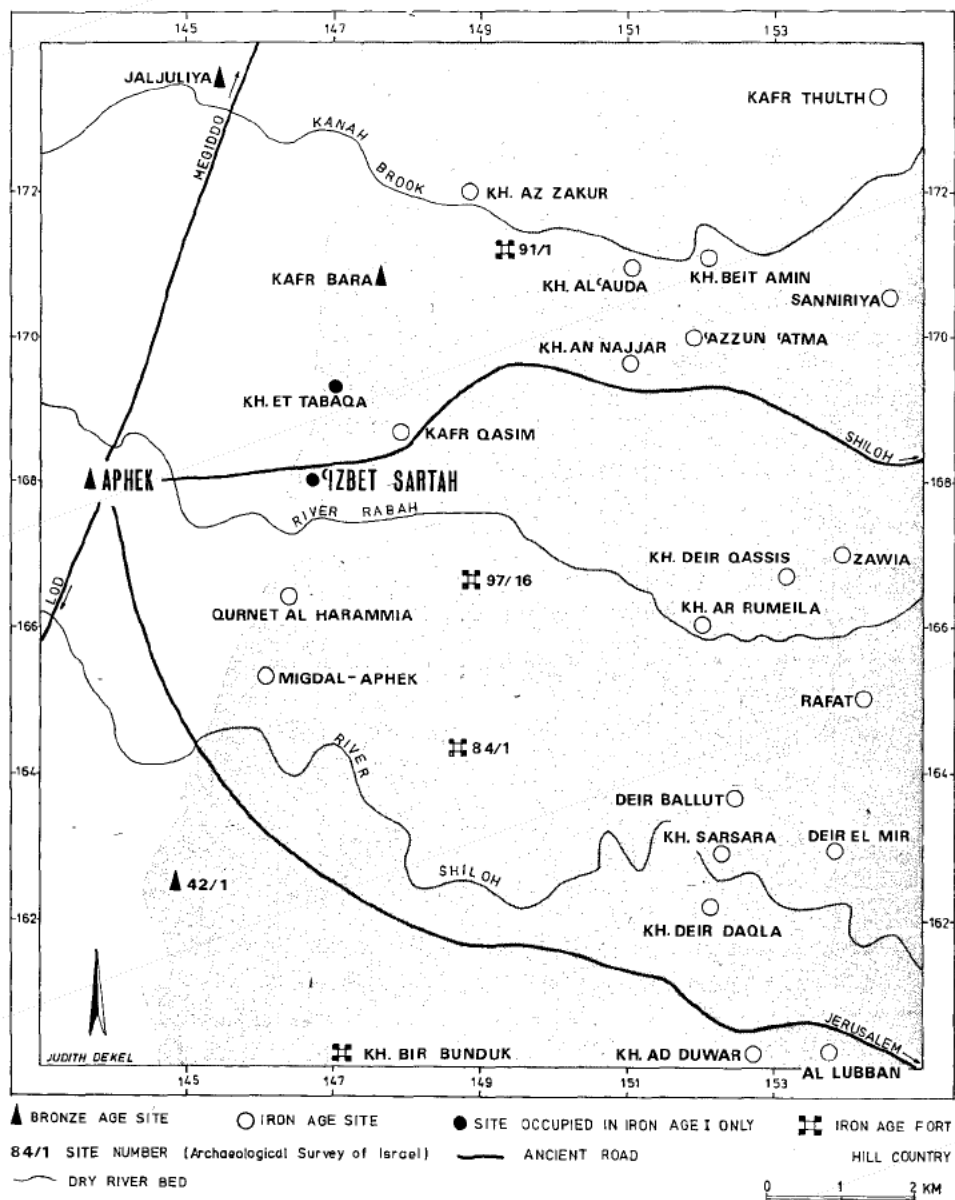 145 147 149 151 153
JALJULIYA
KAFR THULTH
MEGIDDO
KANAH
BROOK
172 KH. AZ ZAKUR 172
91/1
KAFR BARA
KH. AL ʿAUDA
KH. BEIT AMIN
SANNIRIYA
170 170
KH. AN NAJJAR
ʿAZZUN ʿATMA
KH. ET TABAQA
KAFR QASIM
SHILOH
168 APHEK ʿIZBET SARTAH 168
RIVER RABAH
KH. DEIR QASSIS
ZAWIA
97/16
LOD
QURNET AL HARAMMIA
KH. AR RUMEILA
166 166
MIGDAL-APHEK
RAFAT
RIVER
84/1
164 164
DEIR BALLUT
KH. SARSARA
DEIR EL MIR
SHILOH
42/1
162 162
KH. DEIR DAQLA
JERUSALEM
JUDITH DEKEL
KH. BIR BUNDUK
KH. AD DUWAR
AL LUBBAN
145 147 149 151 153
BRONZE AGE SITE IRON AGE SITE SITE OCCUPIED IN IRON AGE I ONLY IRON AGE FORT
84/1 SITE NUMBER (Archaeological Survey of Israel) ANCIENT ROAD HILL COUNTRY
DRY RIVER BED
0 1 2 KM